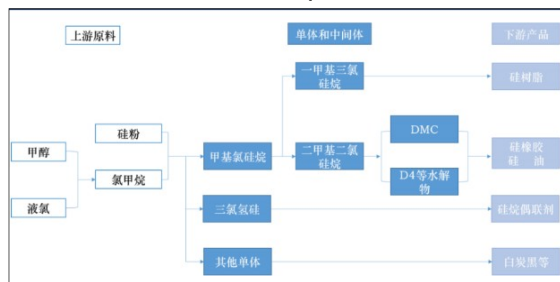 上游原料
单体和中间体
下游产品
一甲基三氯
硅烷
硅树脂
硅粉
甲醇
氯甲烷
液氯
甲基氯硅烷
二甲基二氯
硅烷
DMC
D4等水解
物
硅橡胶
硅 油
三氯氢硅
硅烷偶联剂
其他单体
白炭黑等